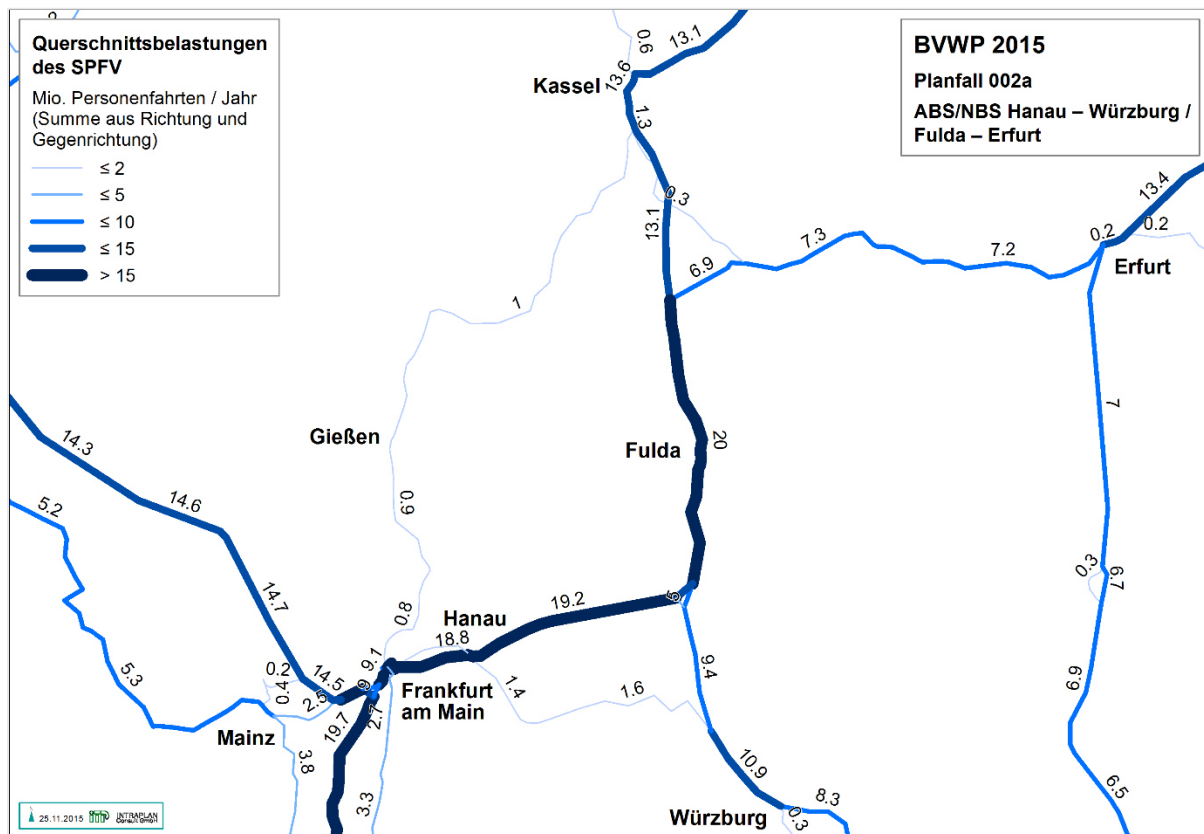 Querschnittsbelastungen
des SPFV
Mio. Personenfahrten / Jahr
(Summe aus Richtung und
Gegenrichtung)
≤ 2
≤ 5
≤ 10
≤ 15
> 15
BVWP 2015
Planfall 002a
ABS/NBS Hanau – Würzburg /
Fulda – Erfurt
0.6
13.1
13.6
Kassel
1.3
0.3
13.1
6.9
7.3
7.2
13.4
0.2
0.2
Erfurt
1
7
Gießen
Fulda
20
14.3
14.6
5.2
0.9
14.7
0.3
6.7
Hanau
19.2
5
0.8
18.8
9.1
0.2
14.5
9
0.4
2.5
5.3
Frankfurt
am Main
1.4
1.6
9.4
6.9
2.7
19.7
Mainz
3.8
3.3
10.9
Würzburg
8.3
0.3
6.5
25.11.2015
ITP
INTRAPLAN
Consult GmbH